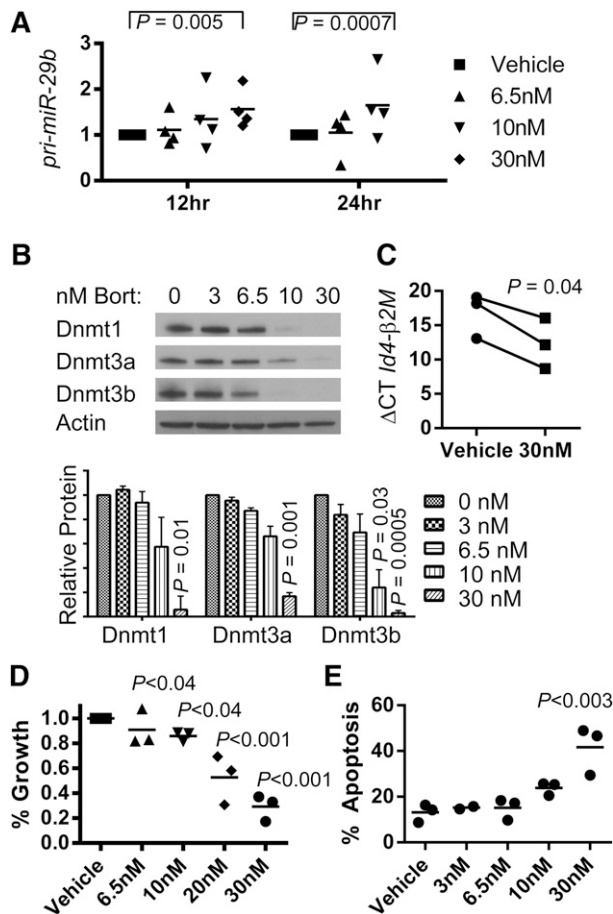 A
P = 0.005
P = 0.0007
pri-miR-29b
3
2
1
0
12hr
24hr
Vehicle
6.5nM
10nM
30nM
B
nM Bort: 0 3 6.5 10 30
Dnmt1
Dnmt3a
Dnmt3b
Actin
C
P = 0.04
ΔCT Id4-β2M
20
15
10
5
0
Vehicle 30nM
Relative Protein
P = 0.01
P = 0.001
P = 0.03
P = 0.0005
Dnmt1 Dnmt3a Dnmt3b
0 nM
3 nM
6.5 nM
10 nM
30 nM
D
% Growth
1.0
0.8
0.6
0.4
0.2
0
P<0.04
P<0.04
P<0.001
P<0.001
Vehicle
6.5nM
10nM
20nM
30nM
E
% Apoptosis
60
40
20
0
P<0.003
Vehicle
3nM
6.5nM
10nM
30nM